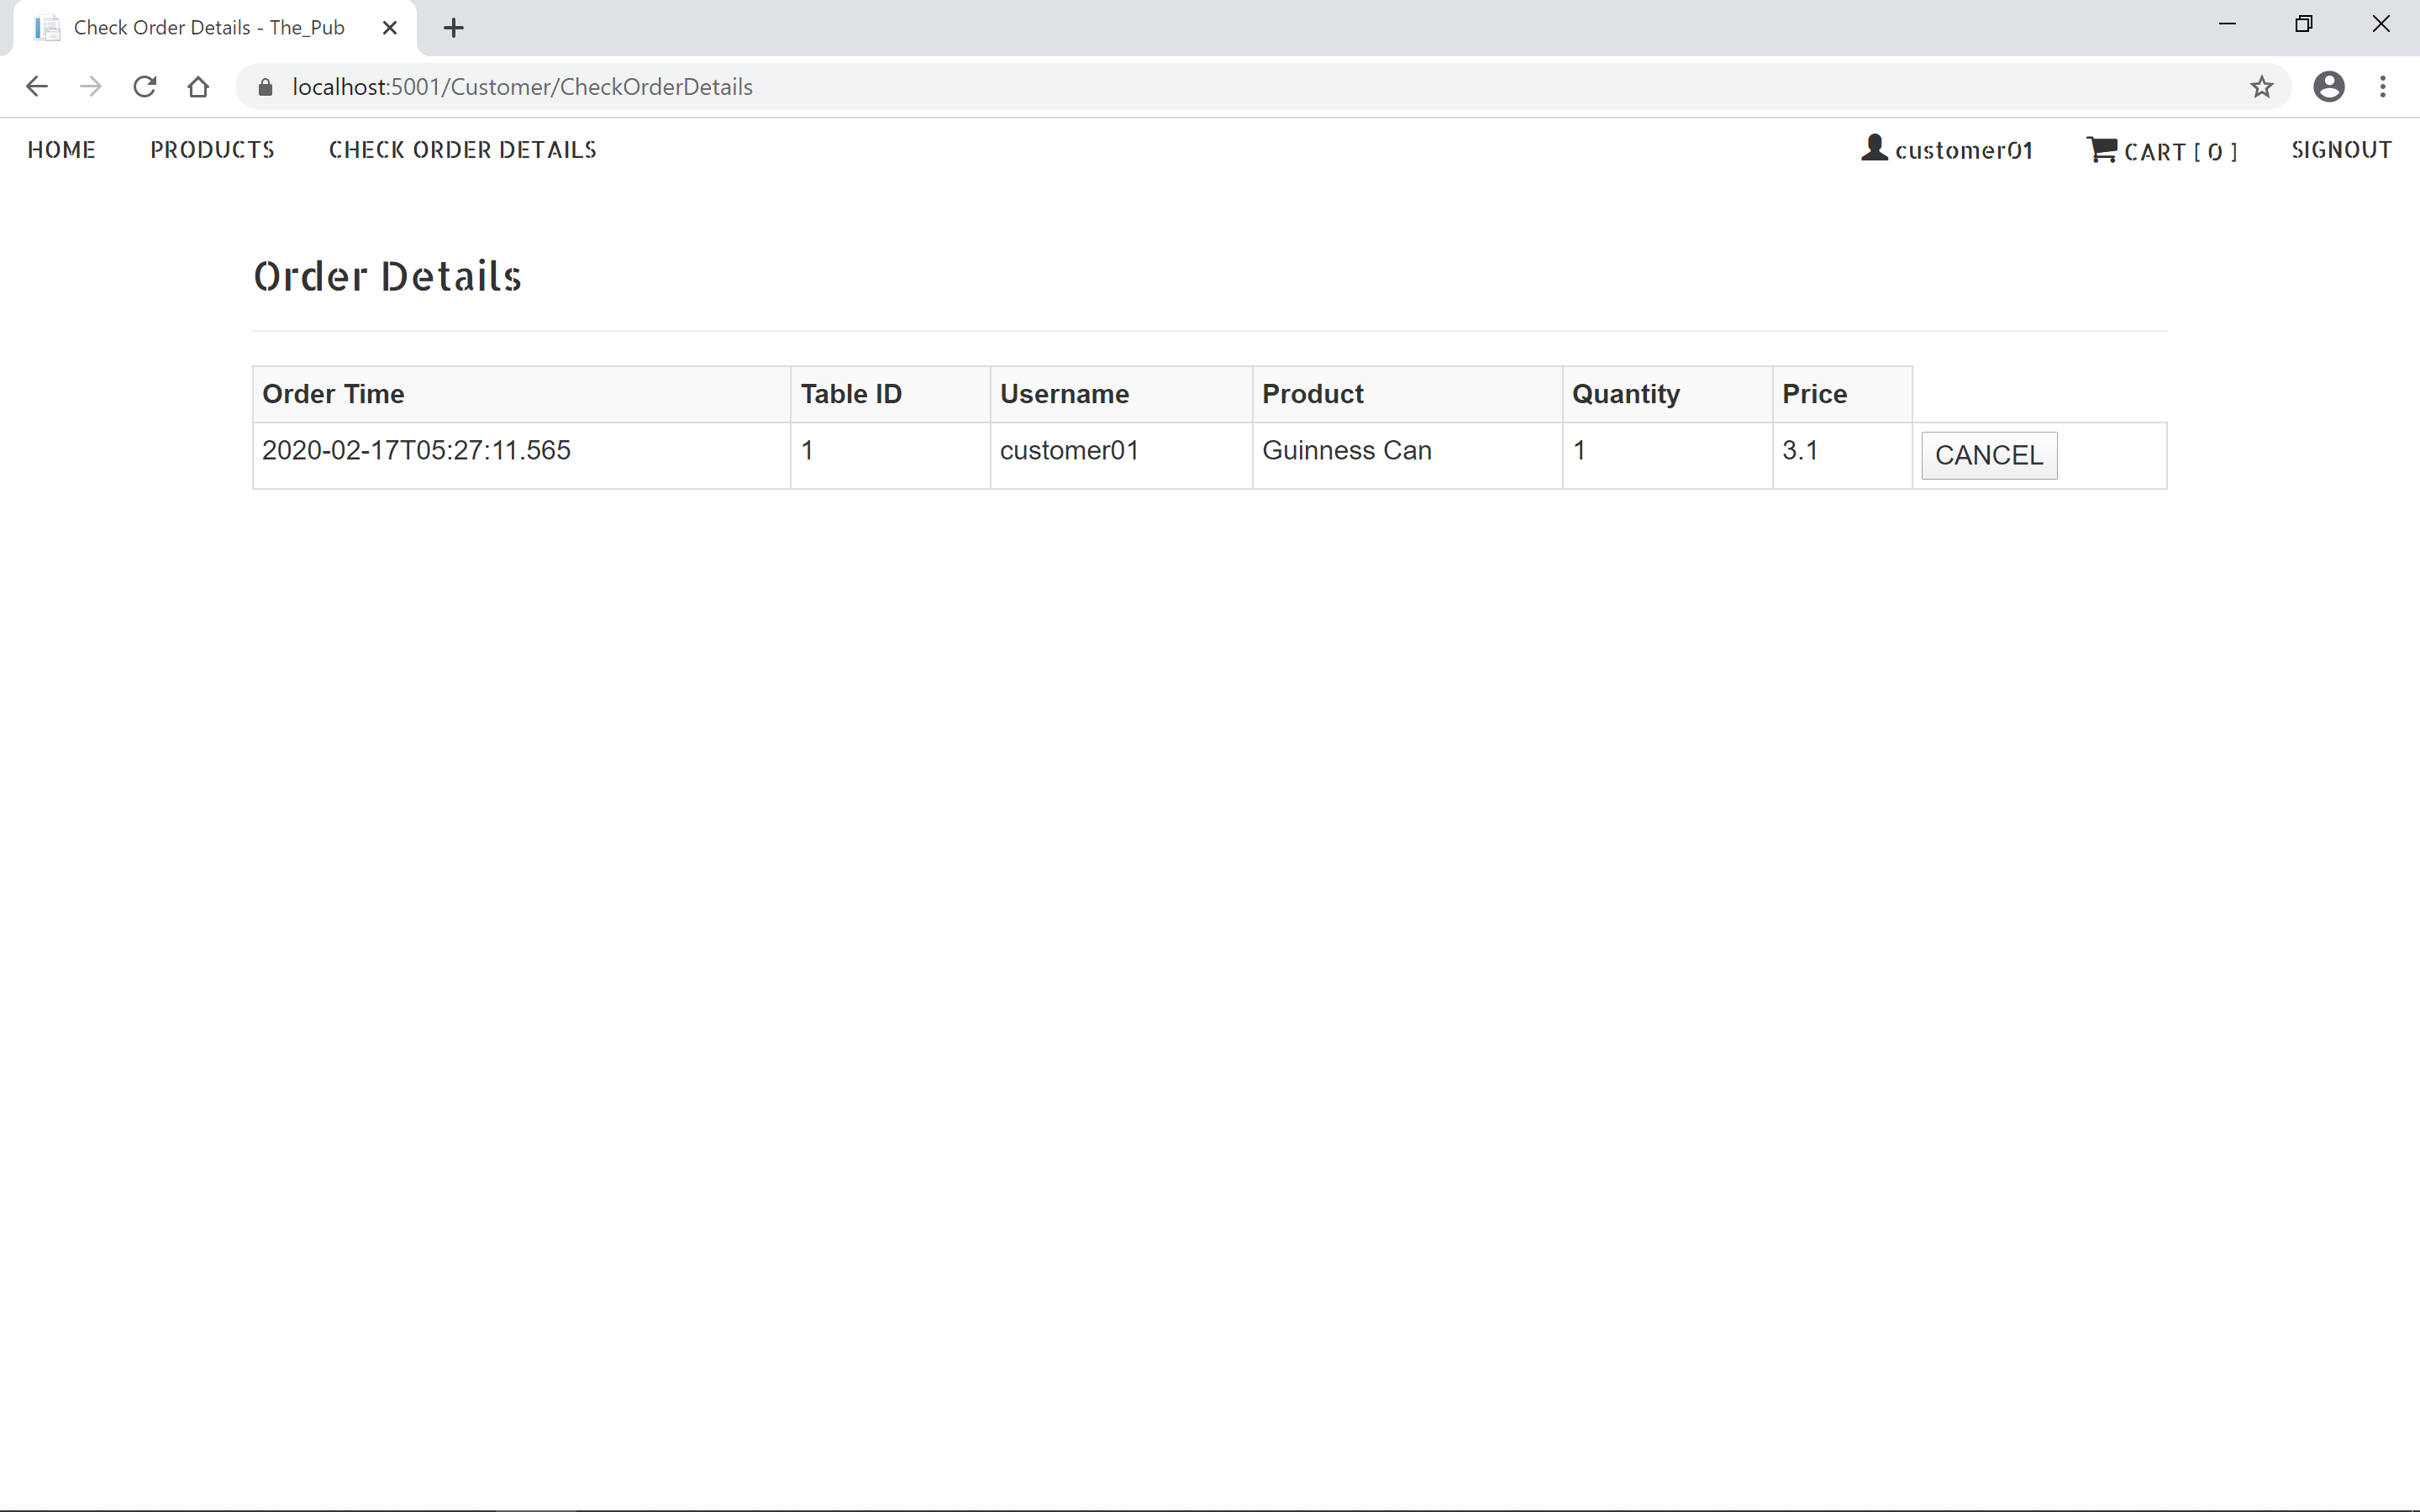 Check Order Details - The_Pub
localhost:5001/Customer/CheckOrderDetails
HOME PRODUCTS CHECK ORDER DETAILS customer01 CART [ 0 ] SIGNOUT
Order Details
Order Time Table ID Username Product Quantity Price
2020-02-17T05:27:11.565 1 customer01 Guinness Can 1 3.1 CANCEL